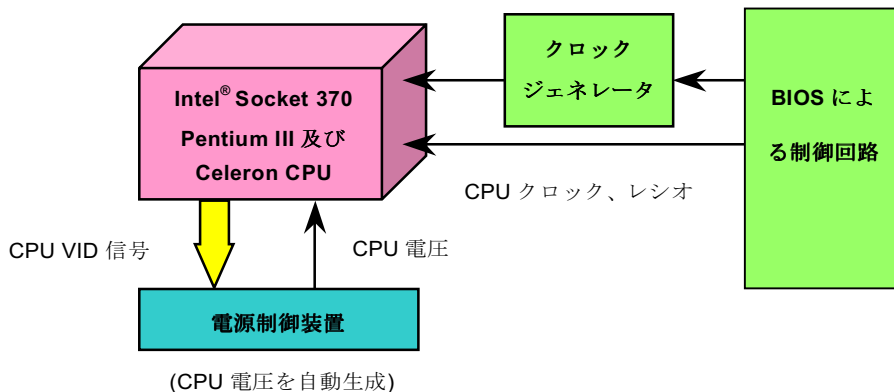 クロック
ジェネレータ
Intel® Socket 370
Pentium III 及び
Celeron CPU
BIOS によ
る制御回路
CPU クロック、レシオ
CPU VID 信号
CPU 電圧
電源制御装置
(CPU 電圧を自動生成)